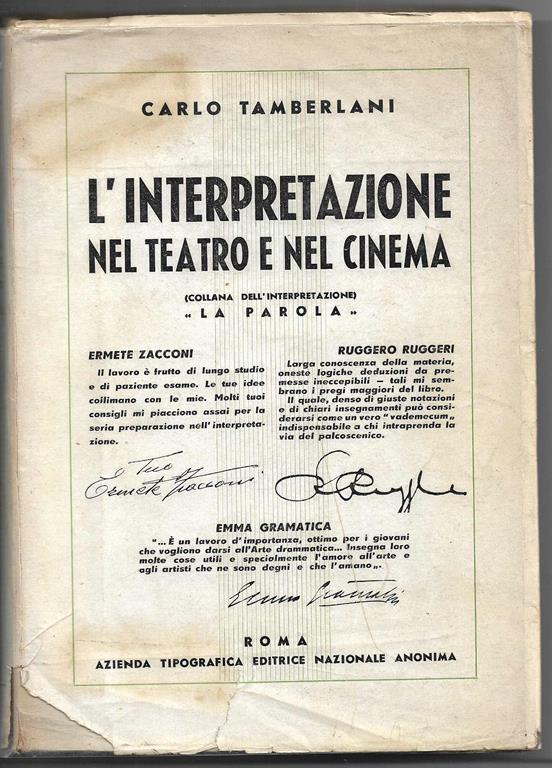 CARLO TAMBERLANI
L'INTERPRETAZIONE
NEL TEATRO E NEL CINEMA
(COLLANA DELL'INTERPRETAZIONE)
"LA PAROLA"
ERMETE ZACCONI
Il lavoro è frutto di lungo studio
e di paziente esame. Le tue idee
collimano con le mie. Molti tuoi
consigli mi piacciono assai per la
seria preparazione nell'interpreta-
zione.
Tuo
Ermete Zacconi
RUGGERO RUGGERI
Larga conoscenza della materia,
oneste logiche deduzioni da pre-
messe ineccepibili — tali mi sem-
brano i pregi maggiori del libro.
Il quale, denso di giuste notazioni
e di chiari insegnamenti può consi-
derarsi come un vero "vademecum"
indispensabile a chi intraprenda la
via del palcoscenico.
EMMA GRAMATICA
"... È un lavoro d'importanza, ottimo per i giovani
che vogliono darsi all'Arte drammatica... Insegna loro
molte cose utili e specialmente l'amore all'arte e
agli artisti che ne sono degni e che l'amano".
Emma Gramatica
ROMA
AZIENDA TIPOGRAFICA EDITRICE NAZIONALE ANONIMA